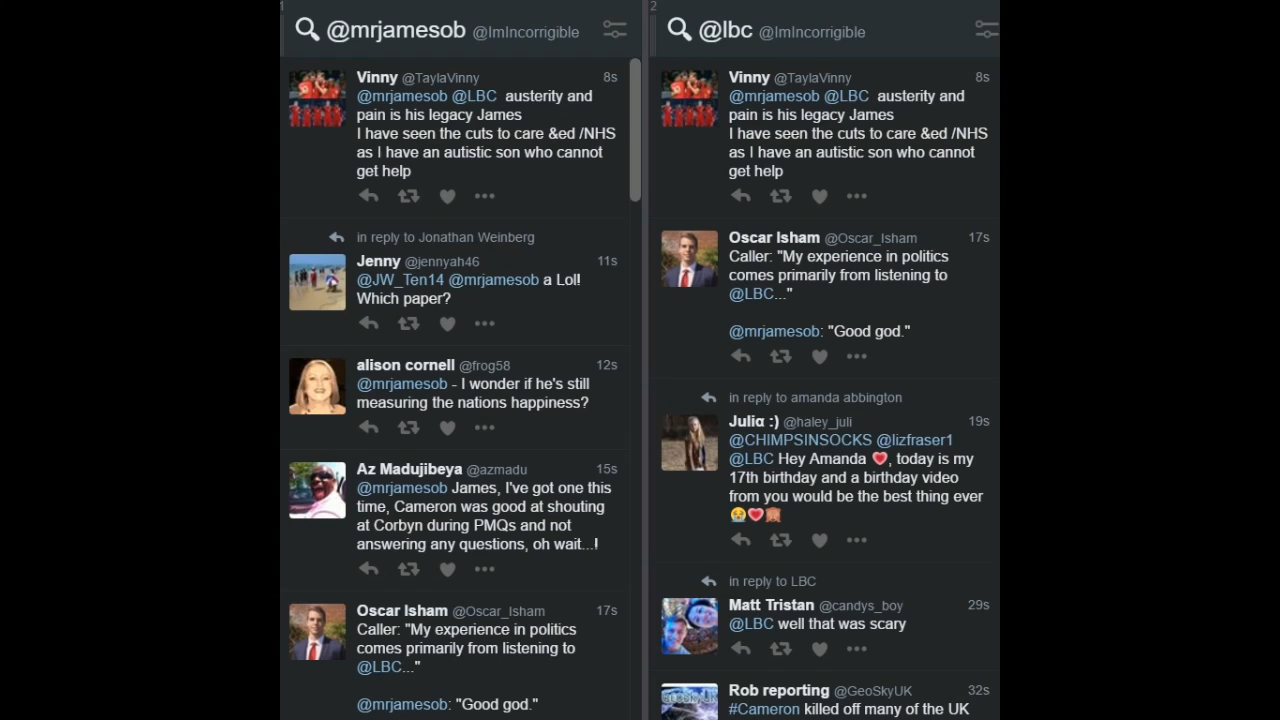 1
@mrjamesob @ImIncorrigible
Vinny @TaylaVinny 8s
@mrjamesob @LBC austerity and
pain is his legacy James
I have seen the cuts to care &ed /NHS
as I have an autistic son who cannot
get help
in reply to Jonathan Weinberg
Jenny @jennyah46 11s
@JW_Ten14 @mrjamesob a Lol!
Which paper?
alison cornell @frog58 12s
@mrjamesob - I wonder if he's still
measuring the nations happiness?
Az Madujibeya @azmadu 15s
@mrjamesob James, I've got one this
time, Cameron was good at shouting
at Corbyn during PMQs and not
answering any questions, oh wait...!
Oscar Isham @Oscar_Isham 17s
Caller: "My experience in politics
comes primarily from listening to
@LBC..."
@mrjamesob: "Good god."
2
@lbc @ImIncorrigible
Vinny @TaylaVinny 8s
@mrjamesob @LBC austerity and
pain is his legacy James
I have seen the cuts to care &ed /NHS
as I have an autistic son who cannot
get help
Oscar Isham @Oscar_Isham 17s
Caller: "My experience in politics
comes primarily from listening to
@LBC..."
@mrjamesob: "Good god."
in reply to amanda abbington
Juliα :) @haley_juli 19s
@CHIMPSINSOCKS @lizfraser1
@LBC Hey Amanda ❤, today is my
17th birthday and a birthday video
from you would be the best thing ever
😭❤🙈
in reply to LBC
Matt Tristan @candys_boy 29s
@LBC well that was scary
Rob reporting @GeoSkyUK 32s
#Cameron killed off many of the UK